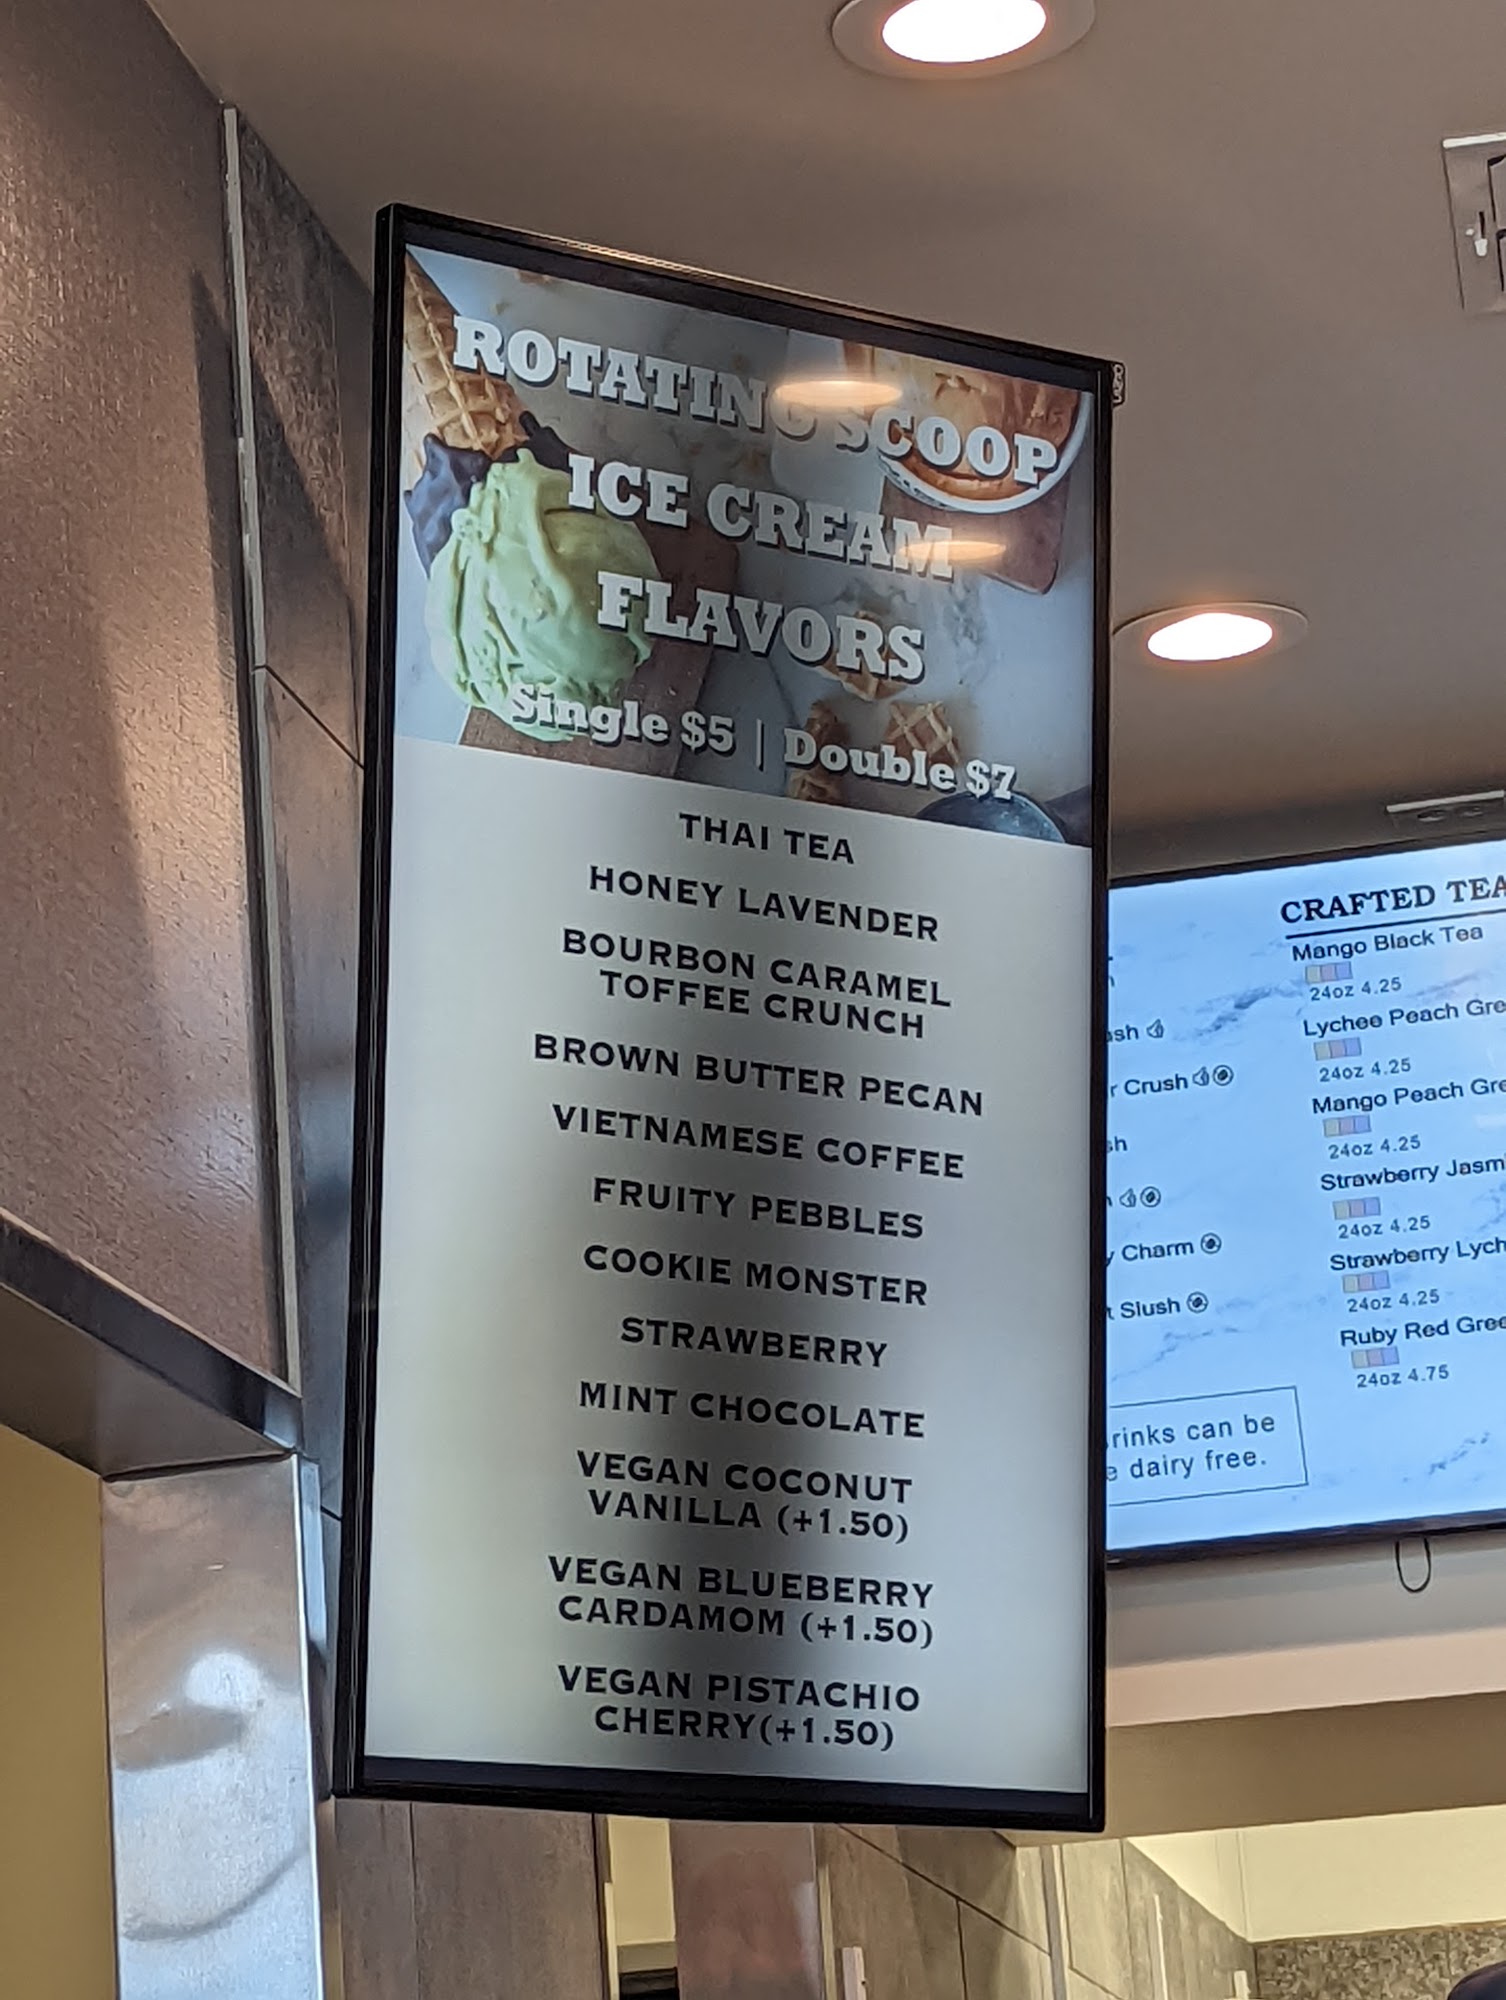 ROTATING SCOOP
ICE CREAM
FLAVORS
Single $5 | Double $7
THAI TEA
HONEY LAVENDER
BOURBON CARAMEL
TOFFEE CRUNCH
BROWN BUTTER PECAN
VIETNAMESE COFFEE
FRUITY PEBBLES
COOKIE MONSTER
STRAWBERRY
MINT CHOCOLATE
VEGAN COCONUT
VANILLA (+1.50)
VEGAN BLUEBERRY
CARDAMOM (+1.50)
VEGAN PISTACHIO
CHERRY(+1.50)
Crush
Charm
Slush
can be
dairy free.
CRAFTED TEA
Mango Black Tea
24oz 4.25
Lychee Peach
24oz 4.25
Mango Peach
24oz 4.25
Strawberry
24oz 4.25
Strawberry
24oz 4.25
Ruby Red
24oz 4.75